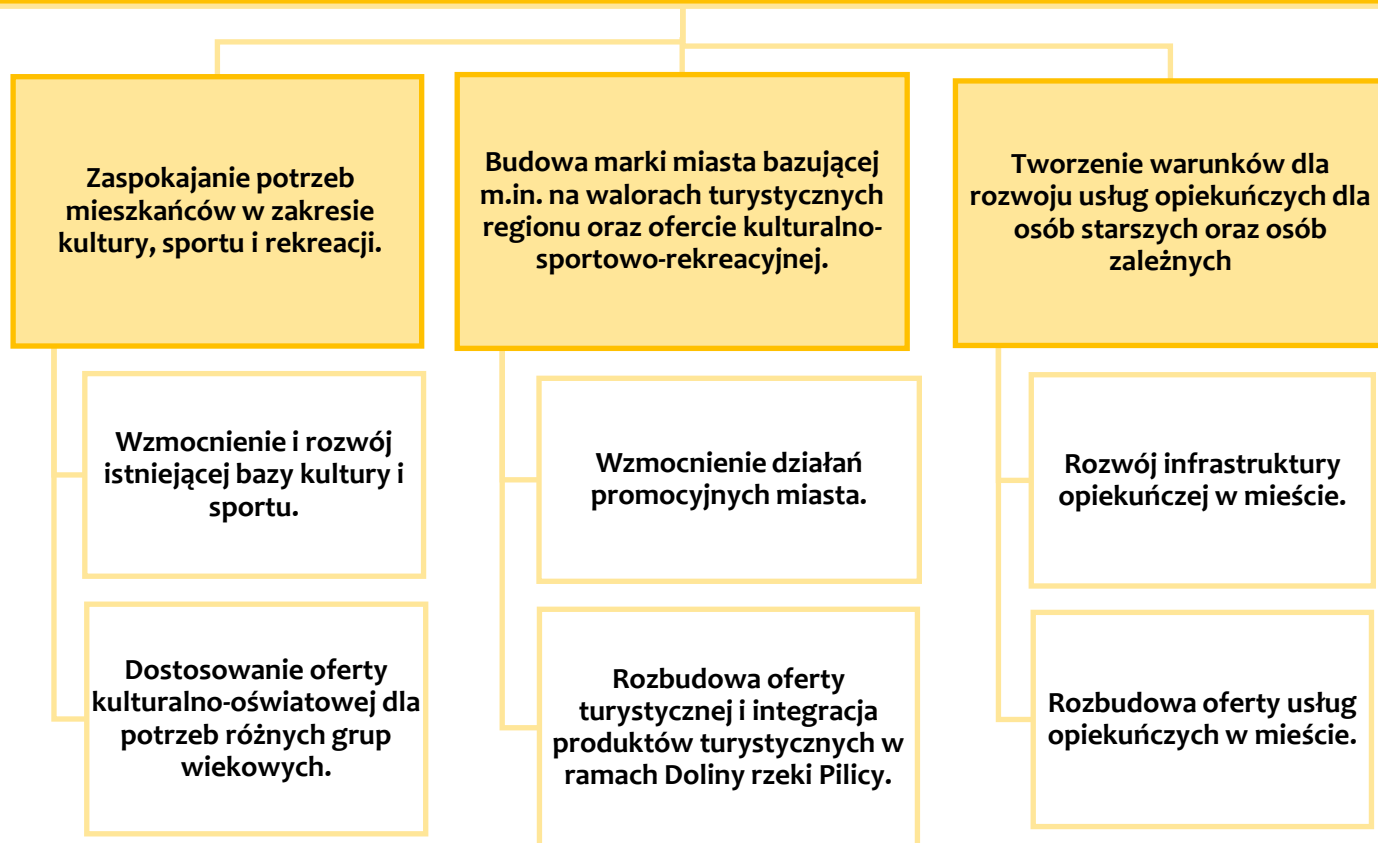 Zaspokajanie potrzeb
mieszkańców w zakresie
kultury, sportu i rekreacji.
Wzmocnienie i rozwój
istniejącej bazy kultury i
sportu.
Dostosowanie oferty
kulturalno-oświatowej dla
potrzeb różnych grup
wiekowych.
Budowa marki miasta bazującej
m.in. na walorach turystycznych
regionu oraz ofercie kulturalno-
sportowo-rekreacyjnej.
Wzmocnienie działań
promocyjnych miasta.
Rozbudowa oferty
turystycznej i integracja
produktów turystycznych w
ramach Doliny rzeki Pilicy.
Tworzenie warunków dla
rozwoju usług opiekuńczych dla
osób starszych oraz osób
zależnych
Rozwój infrastruktury
opiekuńczej w mieście.
Rozbudowa oferty usług
opiekuńczych w mieście.